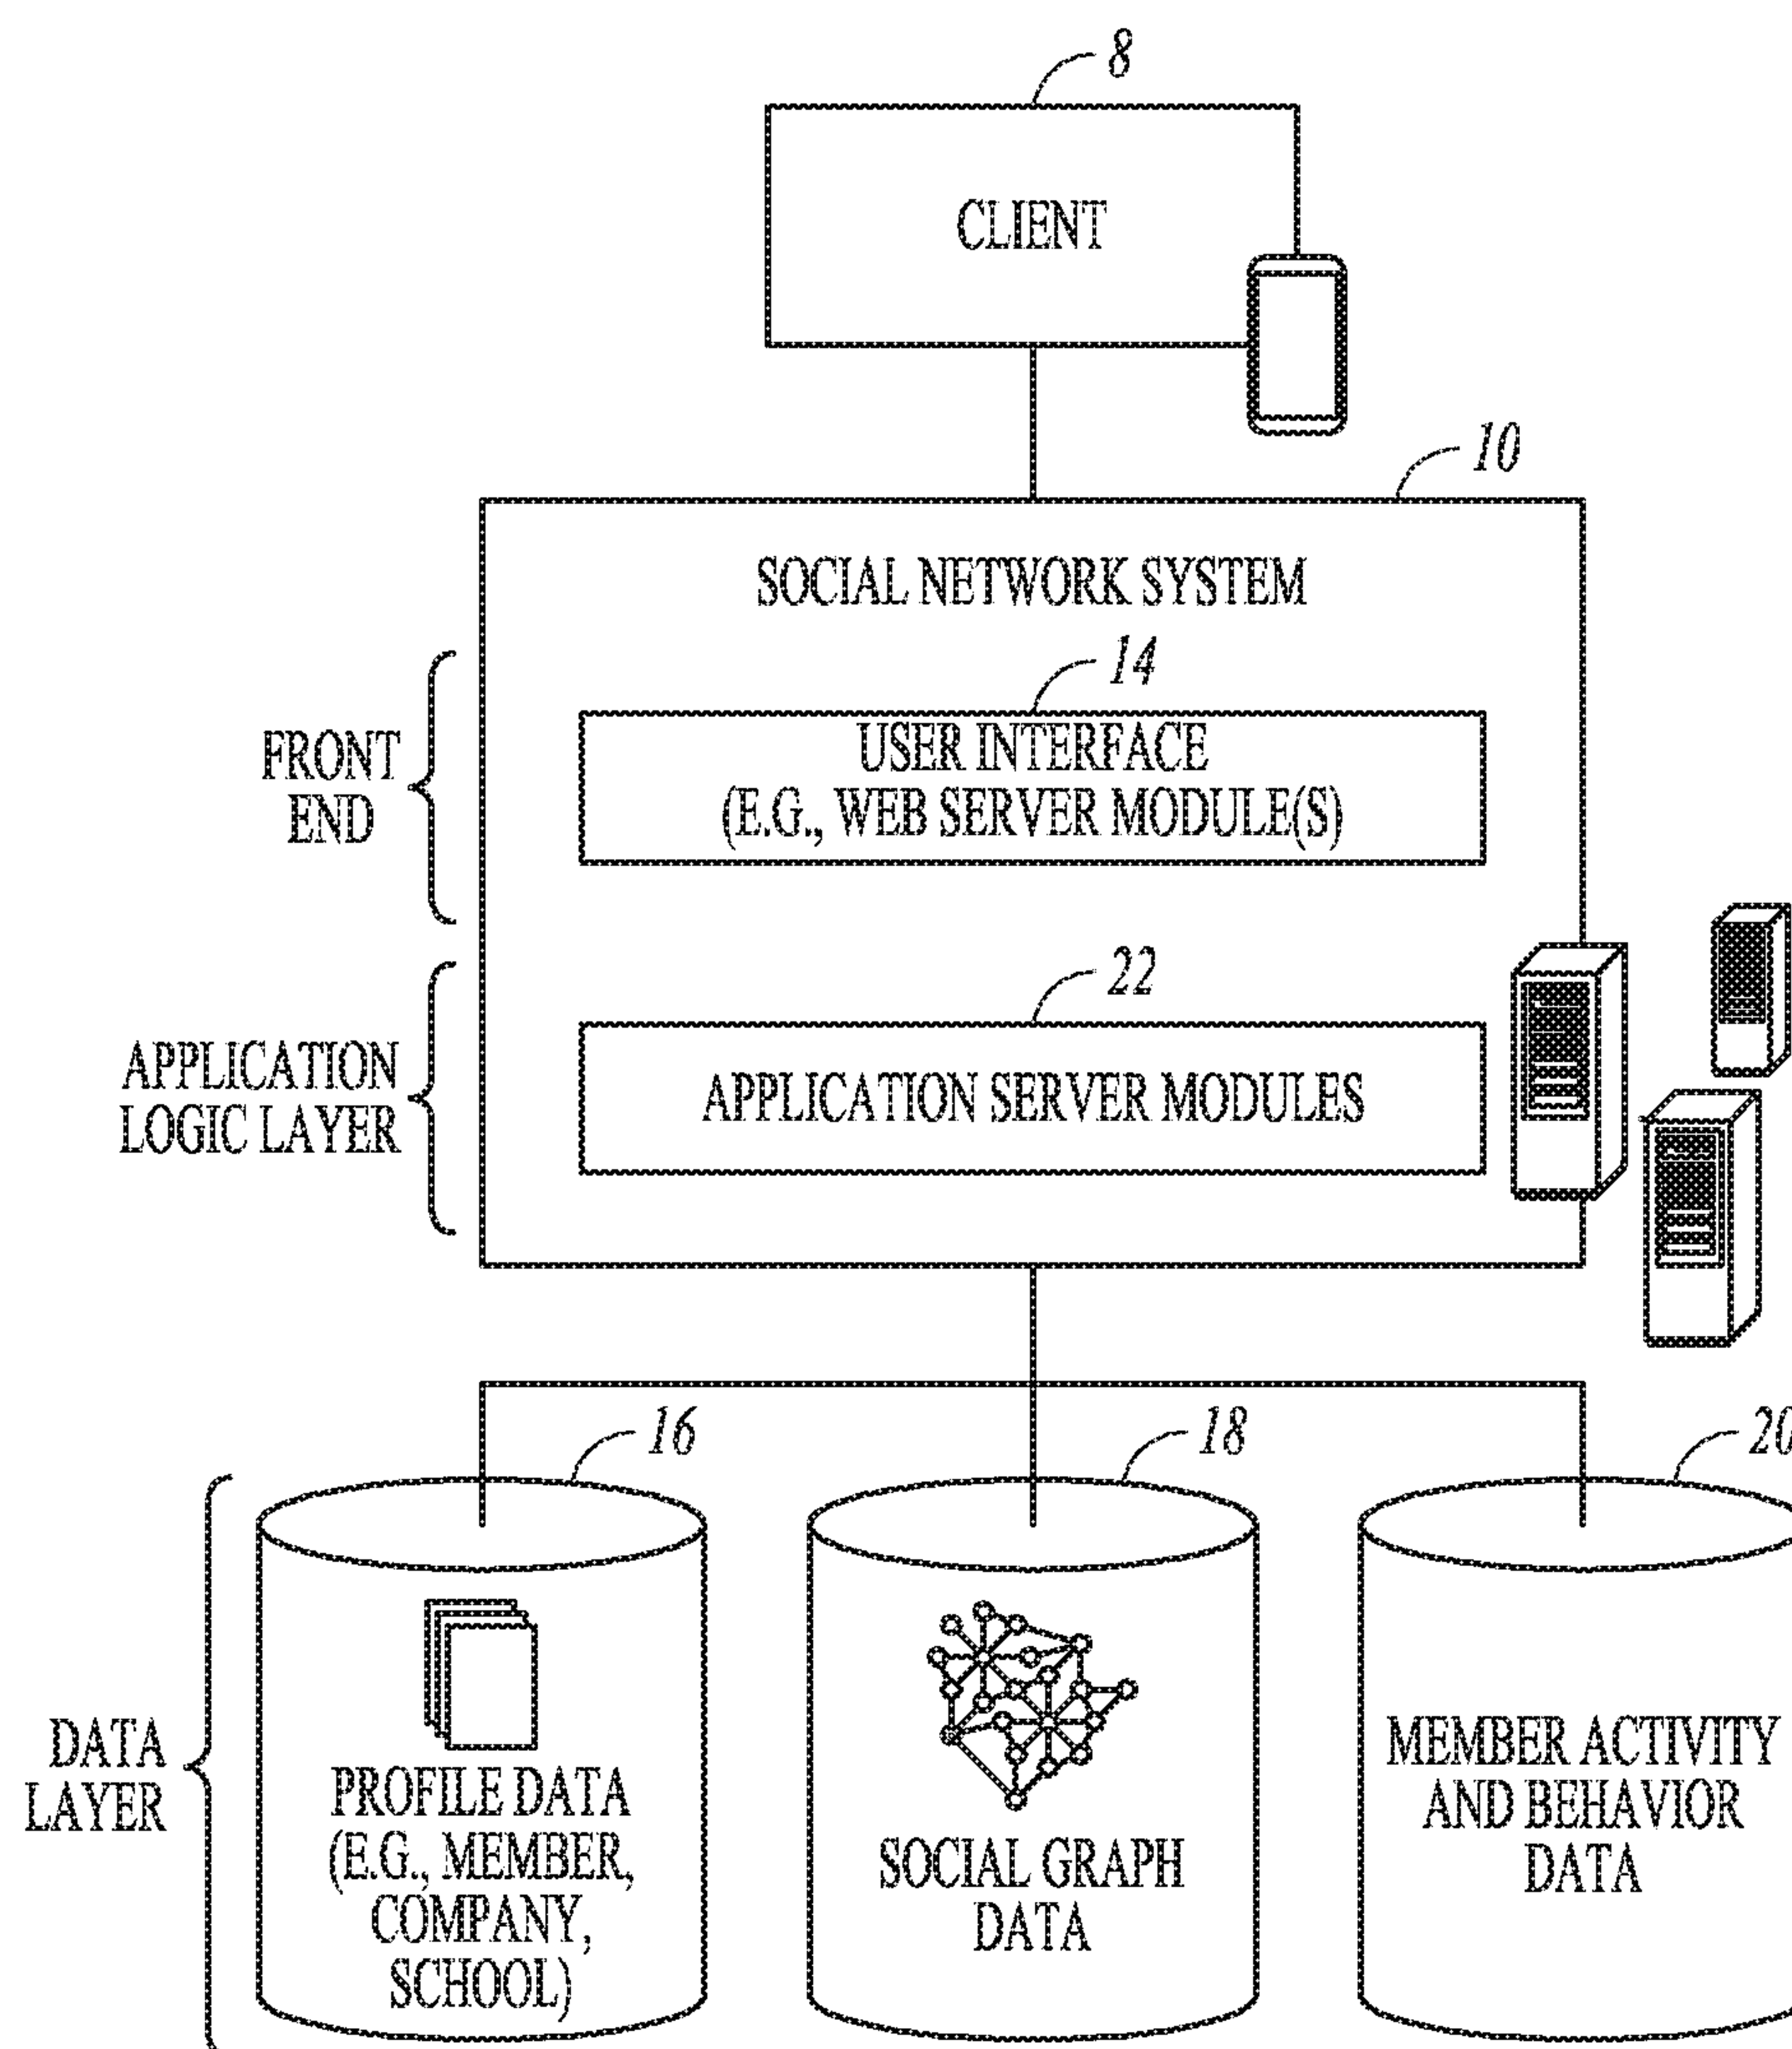 8
CLIENT
10
SOCIAL NETWORK SYSTEM
14
FRONT
END
USER INTERFACE
(E.G., WEB SERVER MODULE(S)
22
APPLICATION
LOGIC LAYER
APPLICATION SERVER MODULES
16
18
20
DATA
LAYER
PROFILE DATA
(E.G., MEMBER,
COMPANY,
SCHOOL)
SOCIAL GRAPH
DATA
MEMBER ACTIVITY
AND BEHAVIOR
DATA